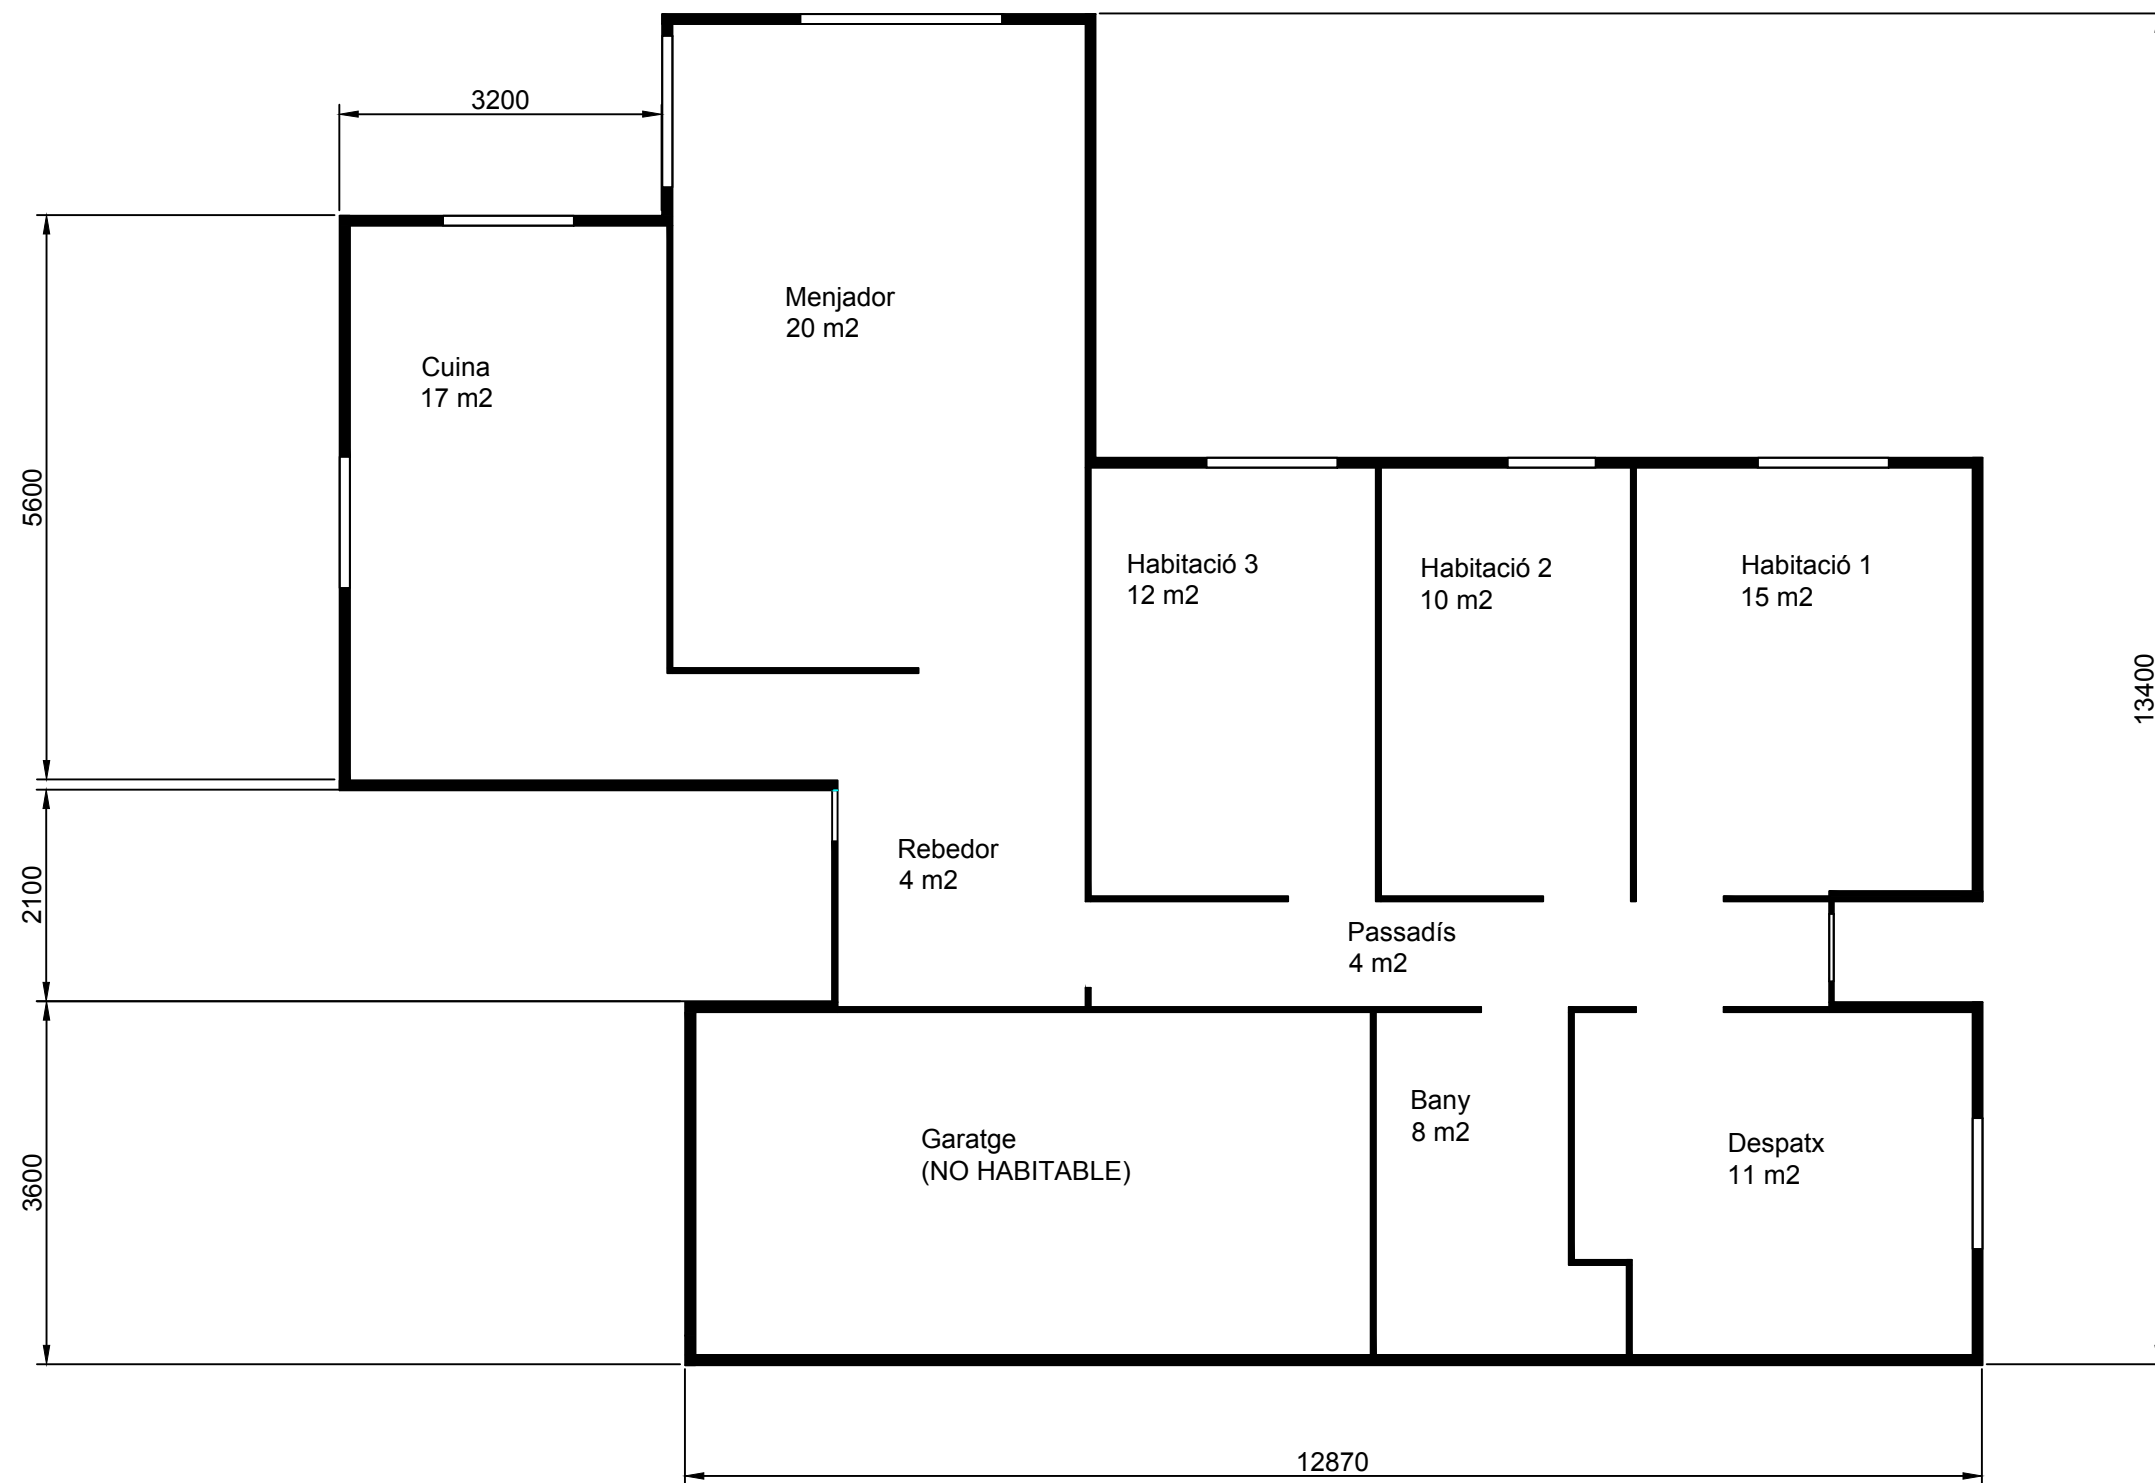 3200
Menjador
20 m2
Cuina
17 m2
5600
Habitació 3
12 m2
Habitació 2
10 m2
Habitació 1
15 m2
13400
Rebedor
4 m2
2100
Passadís
4 m2
Bany
8 m2
Garatge
(NO HABITABLE)
Despatx
11 m2
3600
12870